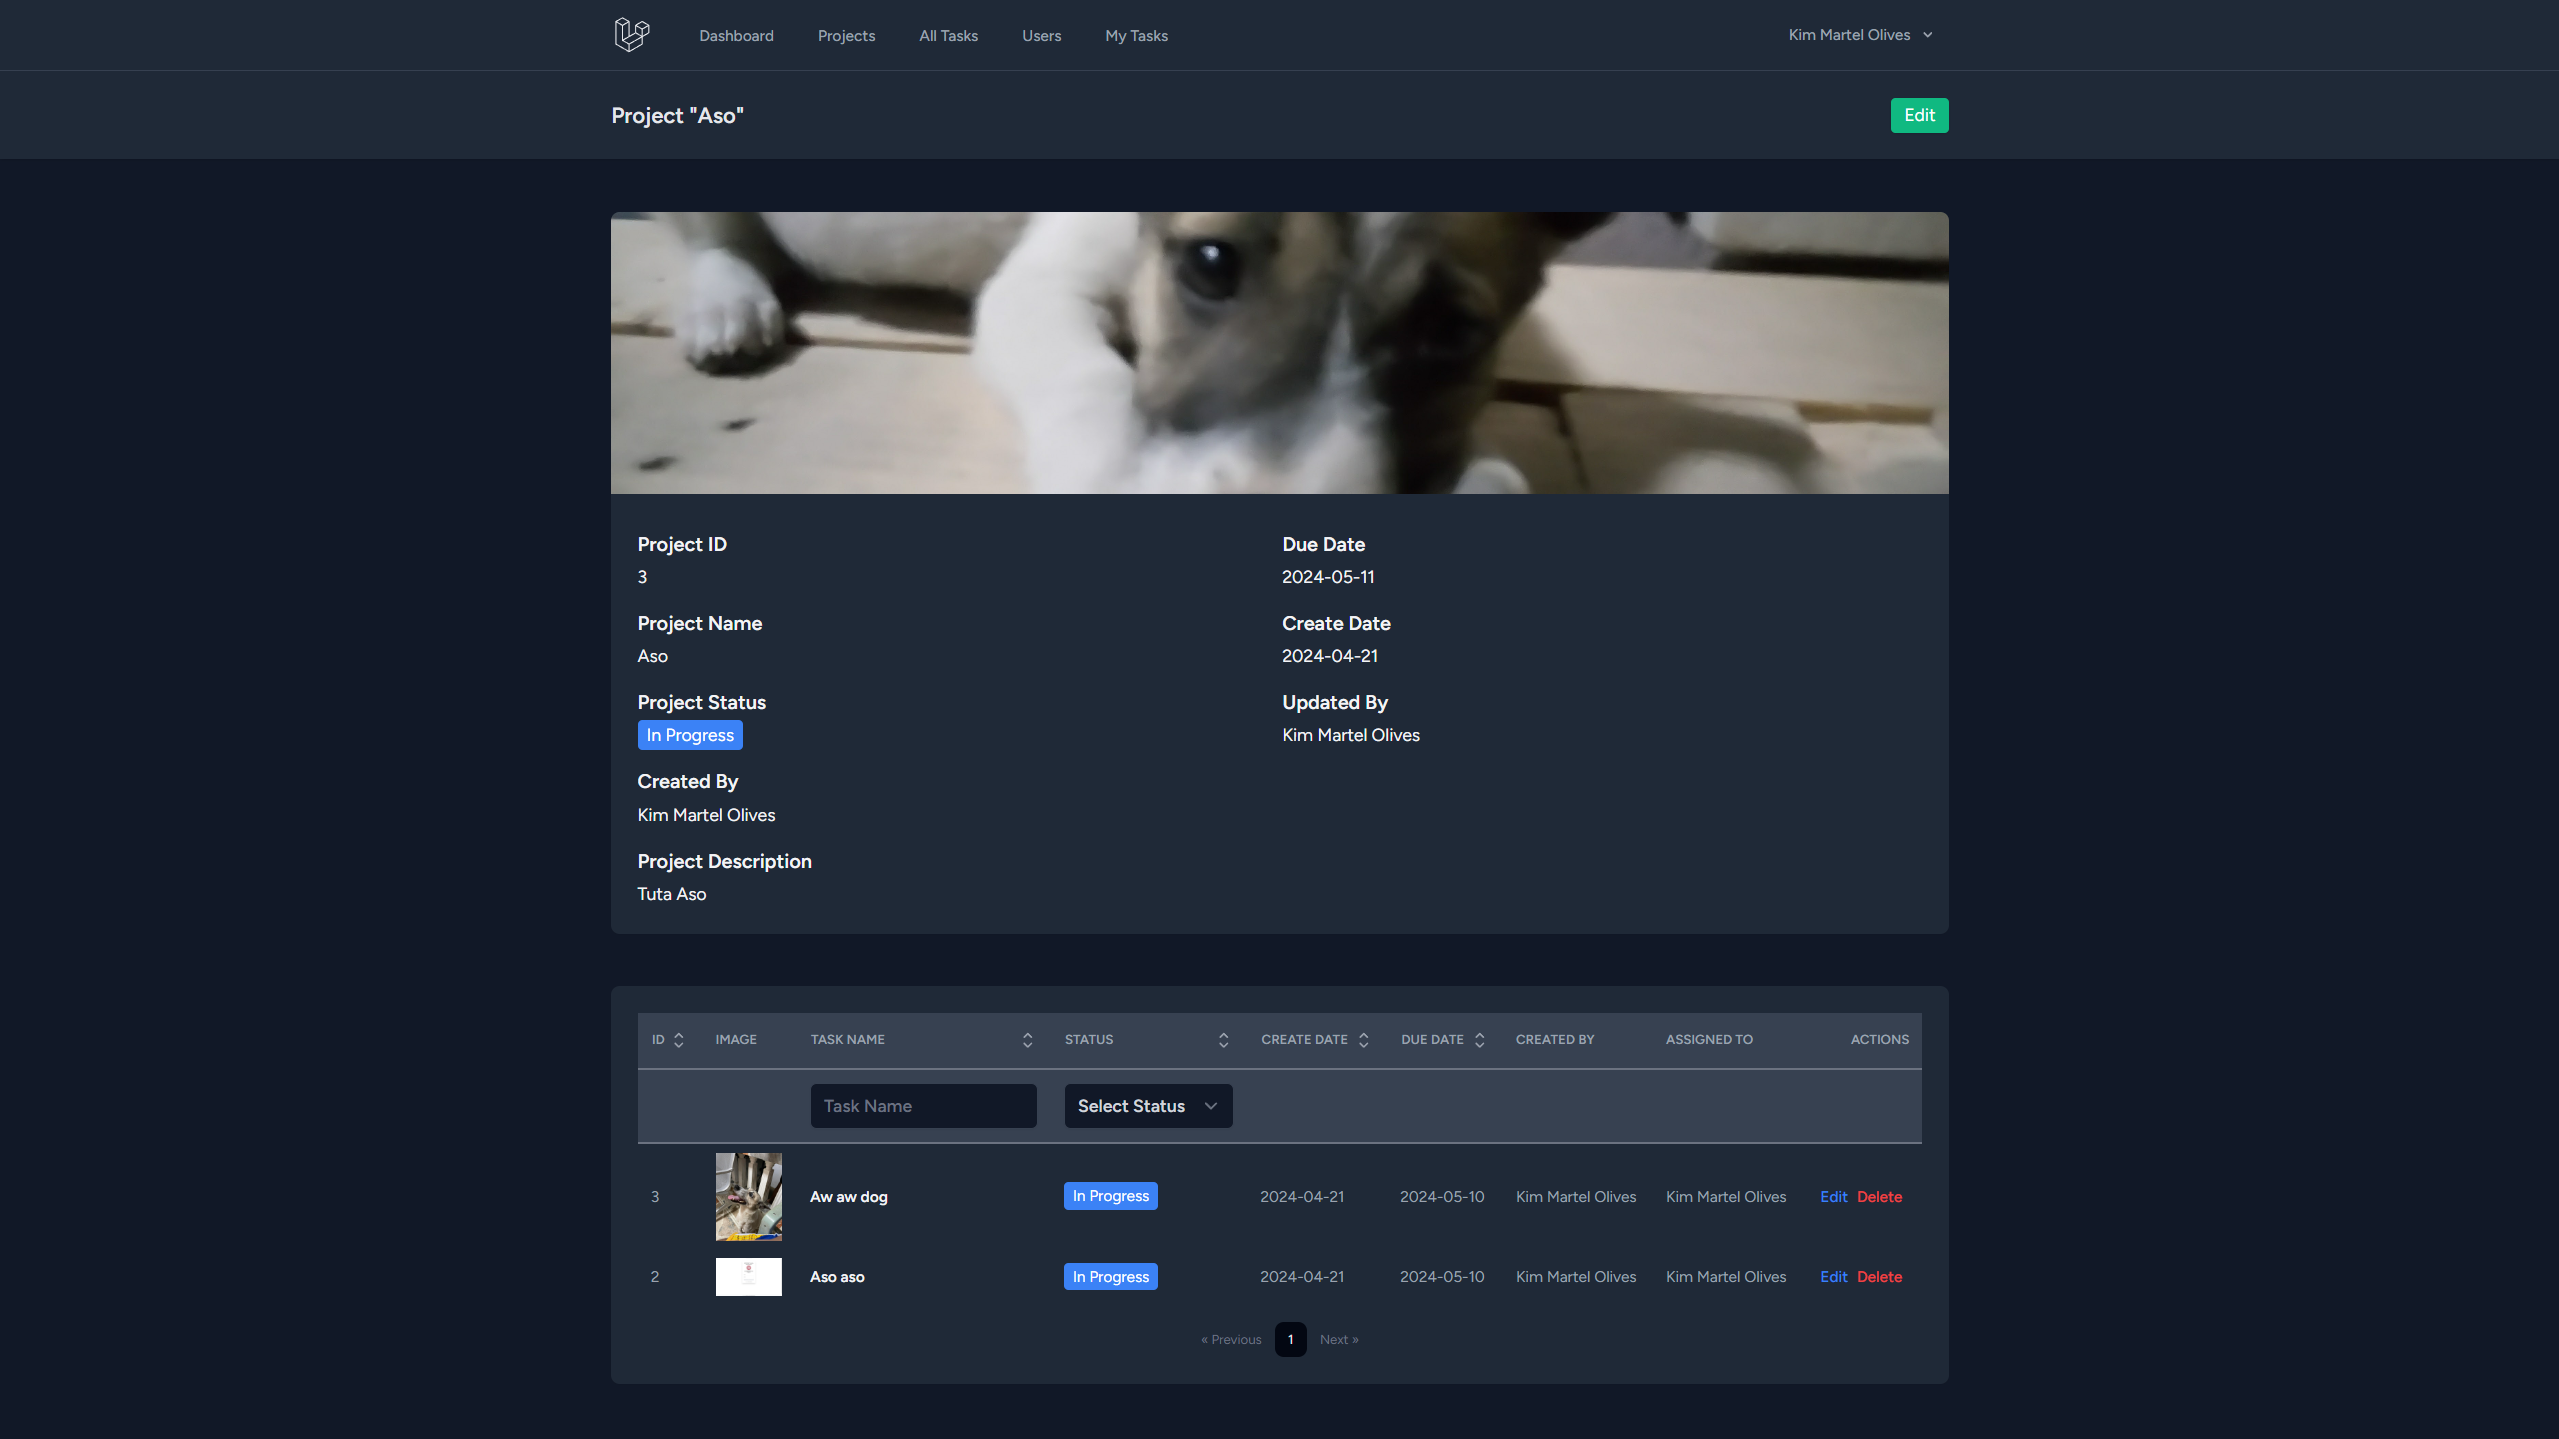 Dashboard Projects All Tasks Users My Tasks Kim Martel Olives
Project "Aso" Edit
Project ID
3
Project Name
Aso
Project Status
In Progress
Created By
Kim Martel Olives
Project Description
Tuta Aso
Due Date
2024-05-11
Create Date
2024-04-21
Updated By
Kim Martel Olives
ID IMAGE TASK NAME STATUS CREATE DATE DUE DATE CREATED BY ASSIGNED TO ACTIONS
Task Name Select Status
3 Aw aw dog In Progress 2024-04-21 2024-05-10 Kim Martel Olives Kim Martel Olives Edit Delete
2 Aso aso In Progress 2024-04-21 2024-05-10 Kim Martel Olives Kim Martel Olives Edit Delete
« Previous 1 Next »